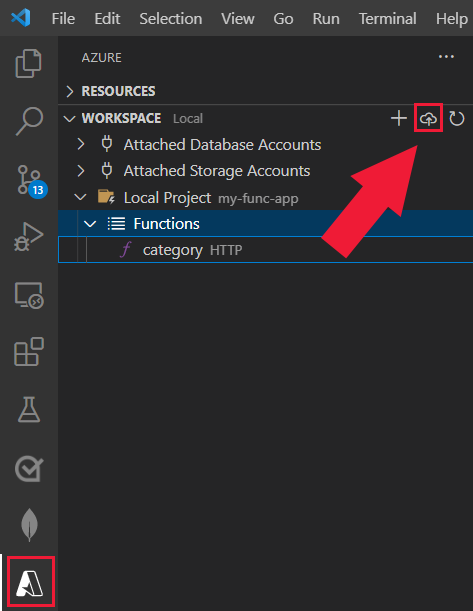 File Edit Selection View Go Run Terminal Help
AZURE
RESOURCES
WORKSPACE Local
Attached Database Accounts
Attached Storage Accounts
Local Project my-func-app
Functions
category HTTP
13